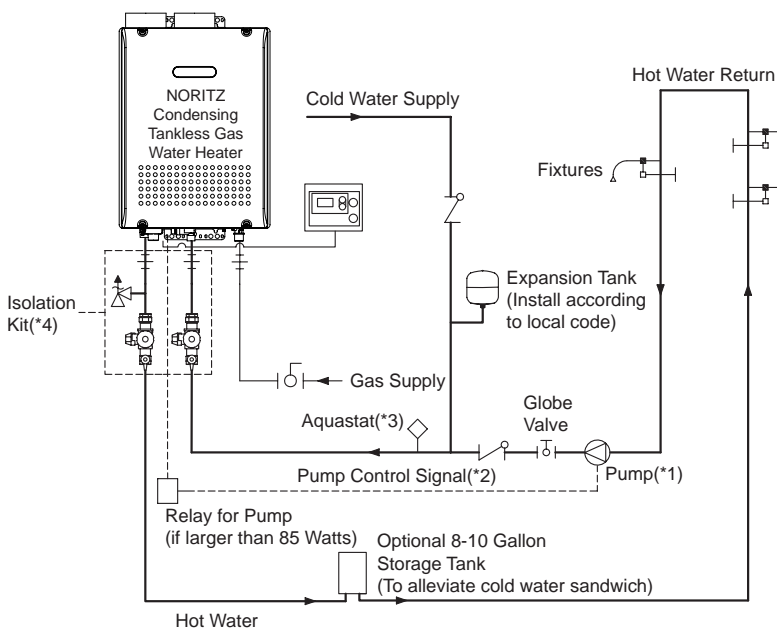 NORITZ
Condensing
Tankless Gas
Water Heater
Cold Water Supply
Hot Water Return
Fixtures
Expansion Tank
(Install according
to local code)
Isolation
Kit(*4)
Gas Supply
Aquastat(*3)
Globe
Valve
Pump Control Signal(*2)
Pump(*1)
Relay for Pump
(if larger than 85 Watts)
Optional 8-10 Gallon
Storage Tank
(To alleviate cold water sandwich)
Hot Water